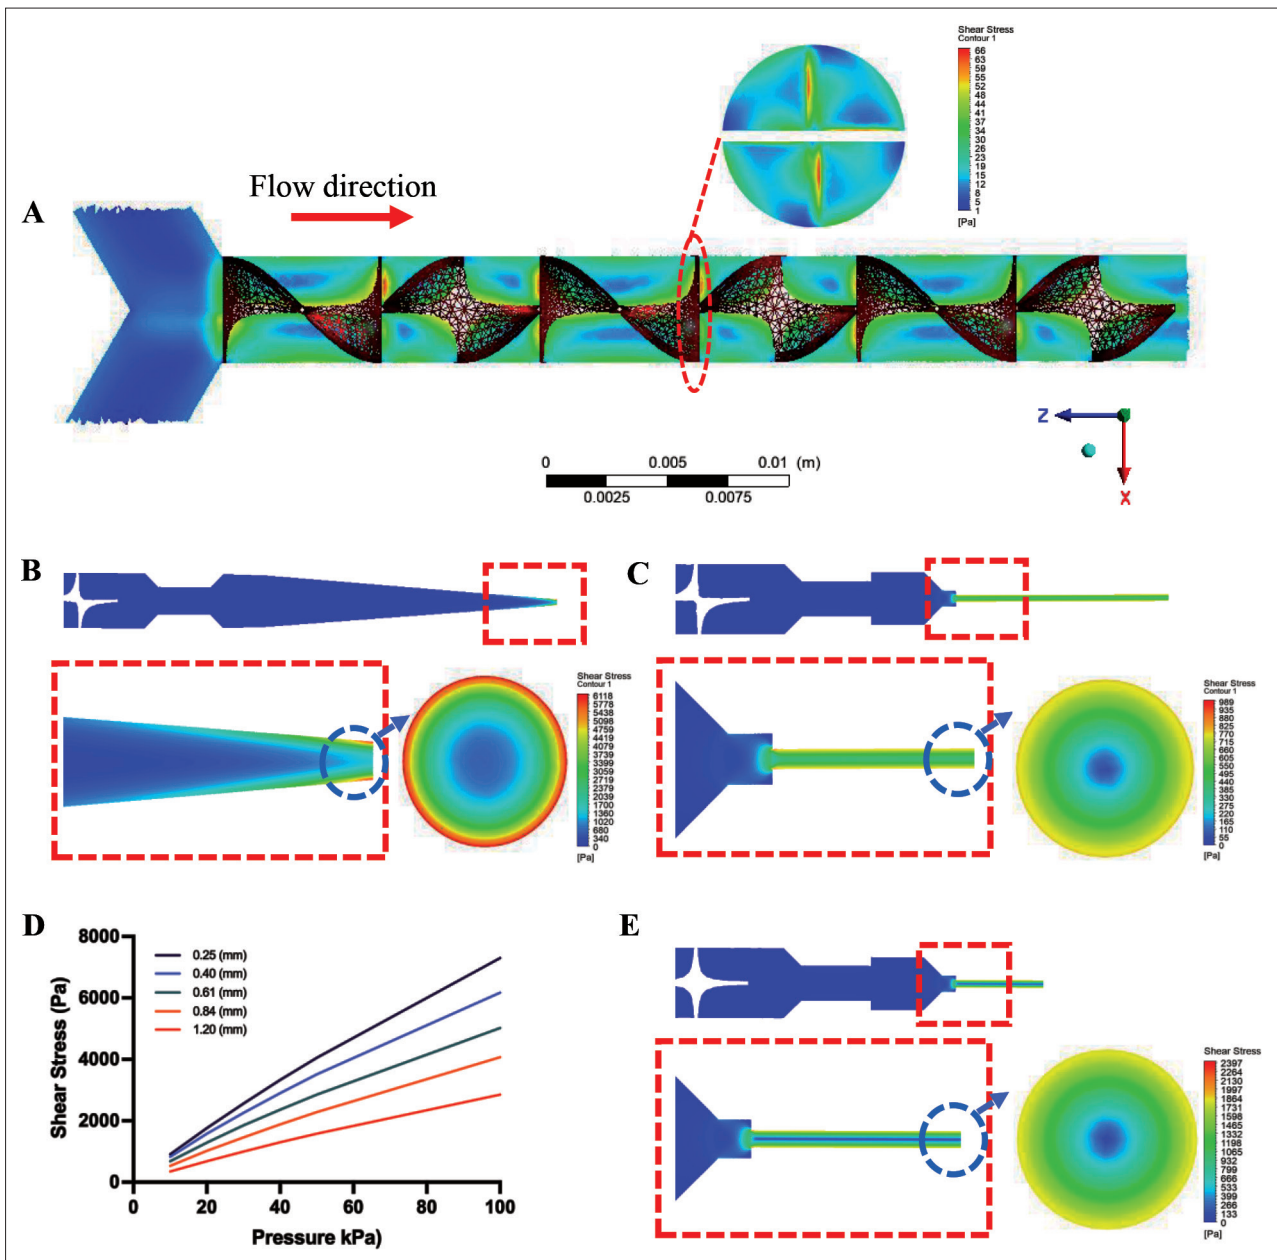 Shear Stress
Contour 1
66
63
59
55
52
48
44
41
37
34
30
26
23
19
15
12
8
5
1
[Pa]
A
Flow direction
Z
X
0 0.005 0.01 (m)
0.0025 0.0075
B
Shear Stress
Contour 1
6118
5778
5438
5098
4759
4419
4079
3739
3399
3059
2719
2379
2039
1700
1360
1020
680
340
0
[Pa]
C
Shear Stress
Contour 1
989
935
880
825
770
715
660
605
550
495
440
385
330
275
220
165
110
55
0
[Pa]
D
Shear Stress (Pa)
8000
6000
4000
2000
0
0.25 (mm)
0.40 (mm)
0.61 (mm)
0.84 (mm)
1.20 (mm)
0 20 40 60 80 100
Pressure kPa)
E
Shear Stress
2397
2264
2130
1997
1864
1731
1598
1465
1332
1198
1065
932
799
666
533
399
266
133
0
[Pa]